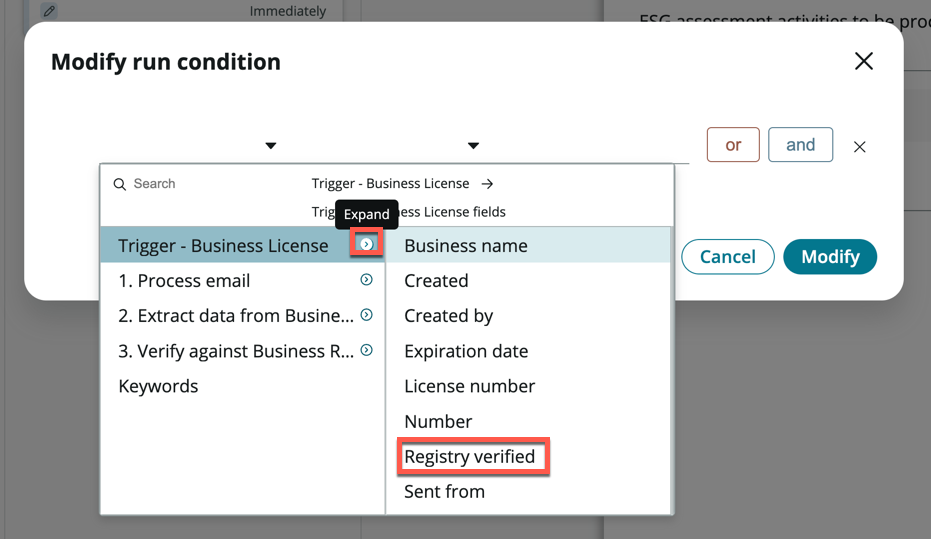 Immediately
ESG assessment activities to be proc
Modify run condition
or
and
Search
Trigger - Business License
Expand
Trig ess License fields
Trigger - Business License
Business name
1. Process email
Created
2. Extract data from Busine...
Created by
3. Verify against Business R...
Expiration date
Keywords
License number
Number
Registry verified
Sent from
Cancel
Modify